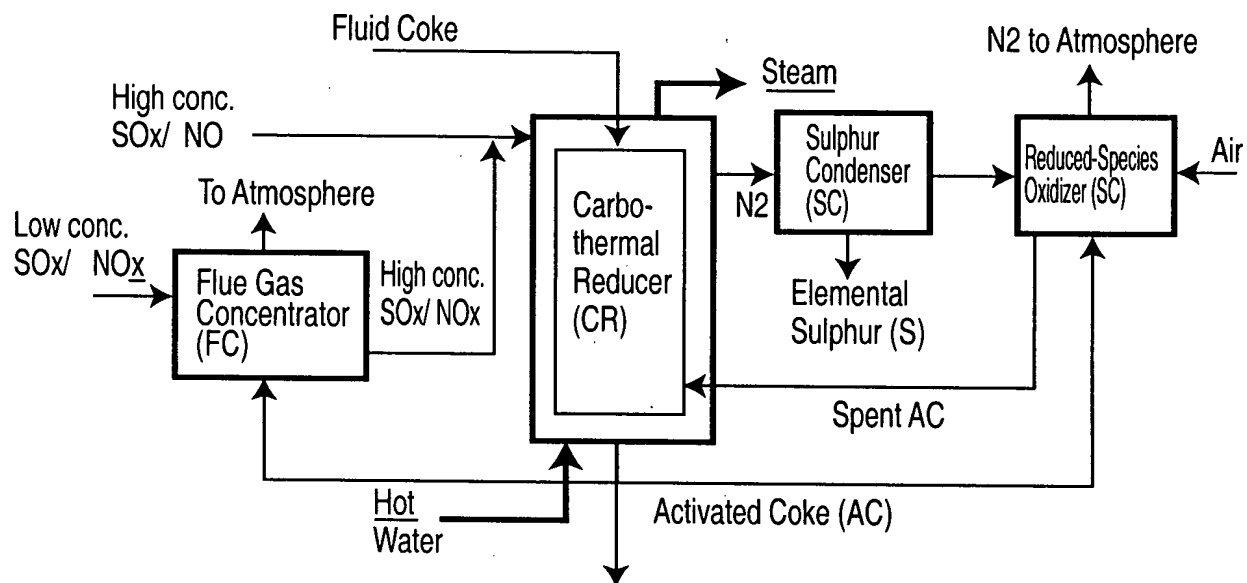 Fluid Coke
N2 to Atmosphere
Steam
High conc.
SOx/ NO
Sulphur
Condenser
(SC)
Reduced-Species
Oxidizer (SC)
Air
To Atmosphere
N2
Low conc.
SOx/ NOx
Carbo-
thermal
Reducer
(CR)
Flue Gas
Concentrator
(FC)
High conc.
SOx/ NOx
Elemental
Sulphur (S)
Spent AC
Hot
Water
Activated Coke (AC)